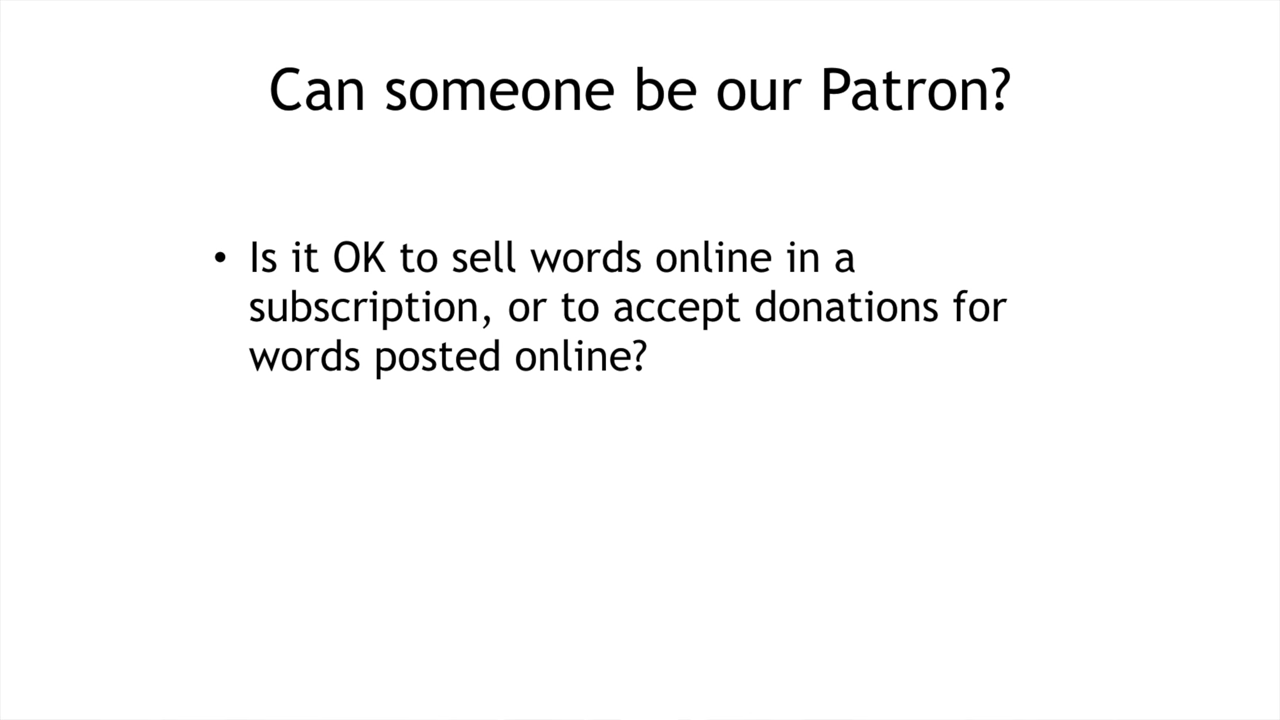 Can someone be our Patron?
• Is it OK to sell words online in a
subscription, or to accept donations for
words posted online?